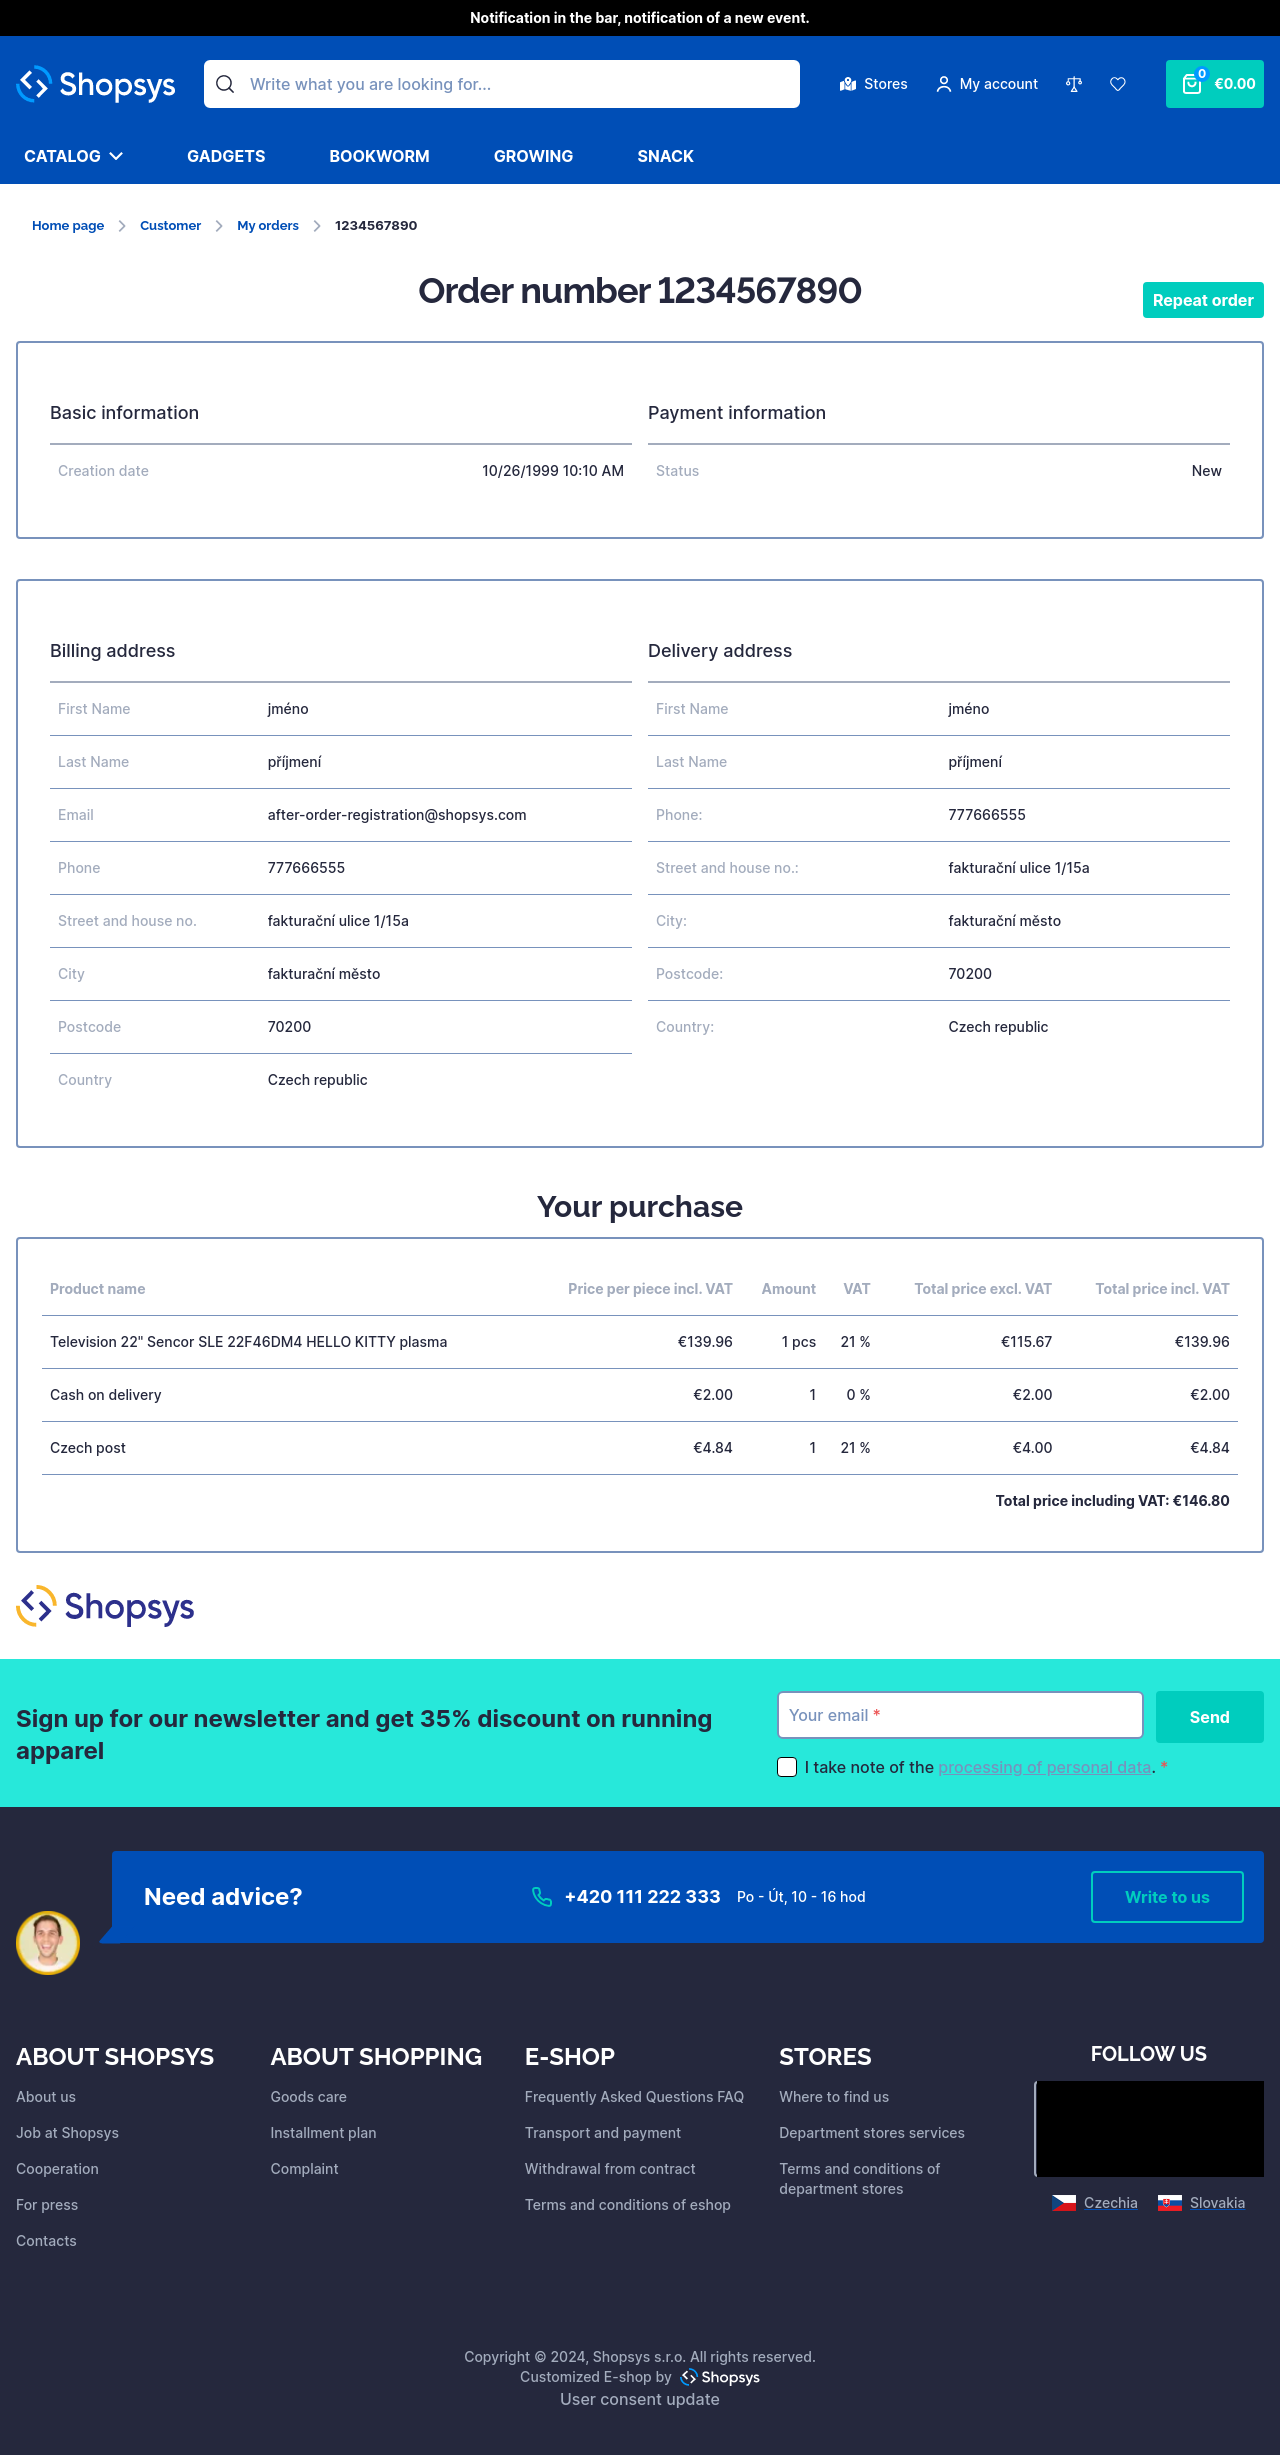 Notification in the bar, notification of a new event.
Shopsys
Write what you are looking for...
Stores
My account
0
€0.00
CATALOG
GADGETS
BOOKWORM
GROWING
SNACK
Home page
Customer
My orders
1234567890
Order number 1234567890
Repeat order
Basic information
Creation date 10/26/1999 10:10 AM
Payment information
Status New
Billing address
First Name jméno
Last Name příjmení
Email after-order-registration@shopsys.com
Phone 777666555
Street and house no. fakturační ulice 1/15a
City fakturační město
Postcode 70200
Country Czech republic
Delivery address
First Name jméno
Last Name příjmení
Phone: 777666555
Street and house no.: fakturační ulice 1/15a
City: fakturační město
Postcode: 70200
Country: Czech republic
Your purchase
Product name Price per piece incl. VAT Amount VAT Total price excl. VAT Total price incl. VAT
Television 22" Sencor SLE 22F46DM4 HELLO KITTY plasma €139.96 1 pcs 21 % €115.67 €139.96
Cash on delivery €2.00 1 0 % €2.00 €2.00
Czech post €4.84 1 21 % €4.00 €4.84
Total price including VAT: €146.80
Shopsys
Sign up for our newsletter and get 35% discount on running
apparel
Your email *
Send
I take note of the processing of personal data. *
Need advice?
+420 111 222 333
Po - Út, 10 - 16 hod
Write to us
ABOUT SHOPSYS
About us
Job at Shopsys
Cooperation
For press
Contacts
ABOUT SHOPPING
Goods care
Installment plan
Complaint
E-SHOP
Frequently Asked Questions FAQ
Transport and payment
Withdrawal from contract
Terms and conditions of eshop
STORES
Where to find us
Department stores services
Terms and conditions of
department stores
FOLLOW US
Czechia
Slovakia
Copyright © 2024, Shopsys s.r.o. All rights reserved.
Customized E-shop by Shopsys
User consent update